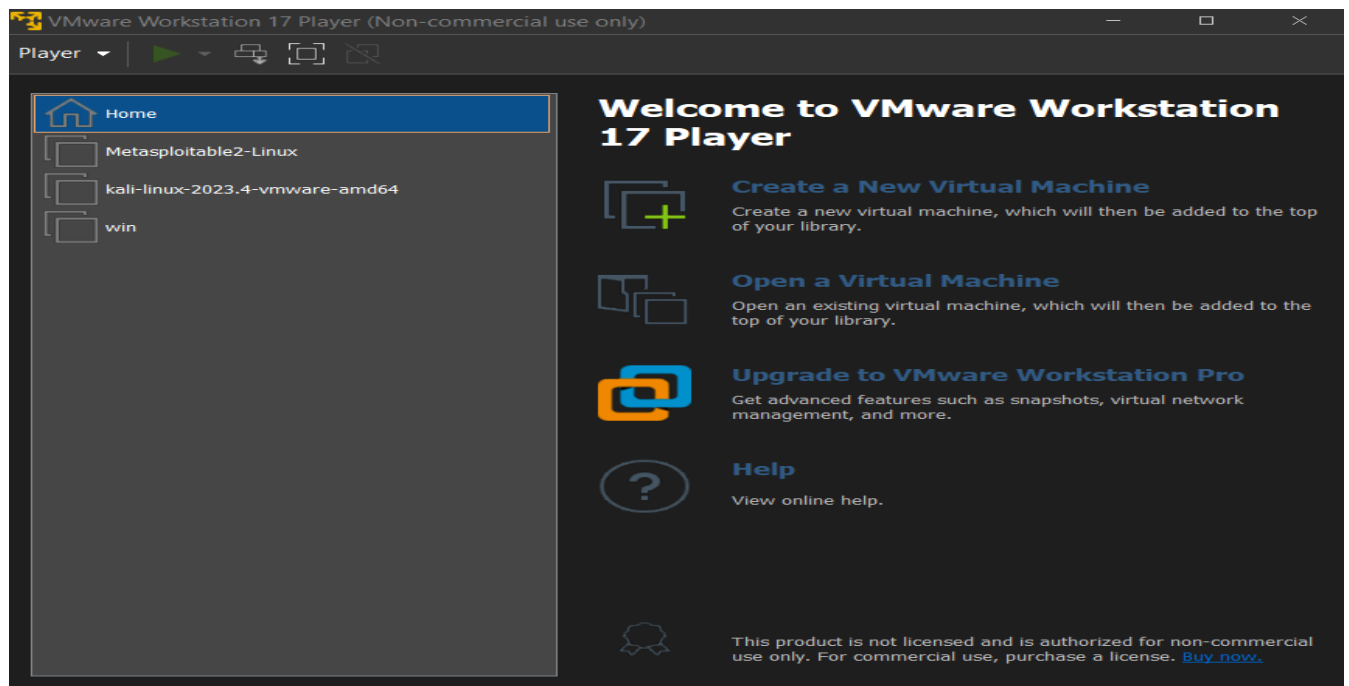 VMware Workstation 17 Player (Non-commercial use only)
Player
Home
Metasploitable2-Linux
kali-linux-2023.4-vmware-amd64
win
Welcome to VMware Workstation
17 Player
Create a New Virtual Machine
Create a new virtual machine, which will then be added to the top
of your library.
Open a Virtual Machine
Open an existing virtual machine, which will then be added to the
top of your library.
Upgrade to VMware Workstation Pro
Get advanced features such as snapshots, virtual network
management, and more.
Help
View online help.
This product is not licensed and is authorized for non-commercial
use only. For commercial use, purchase a license. Buy now.